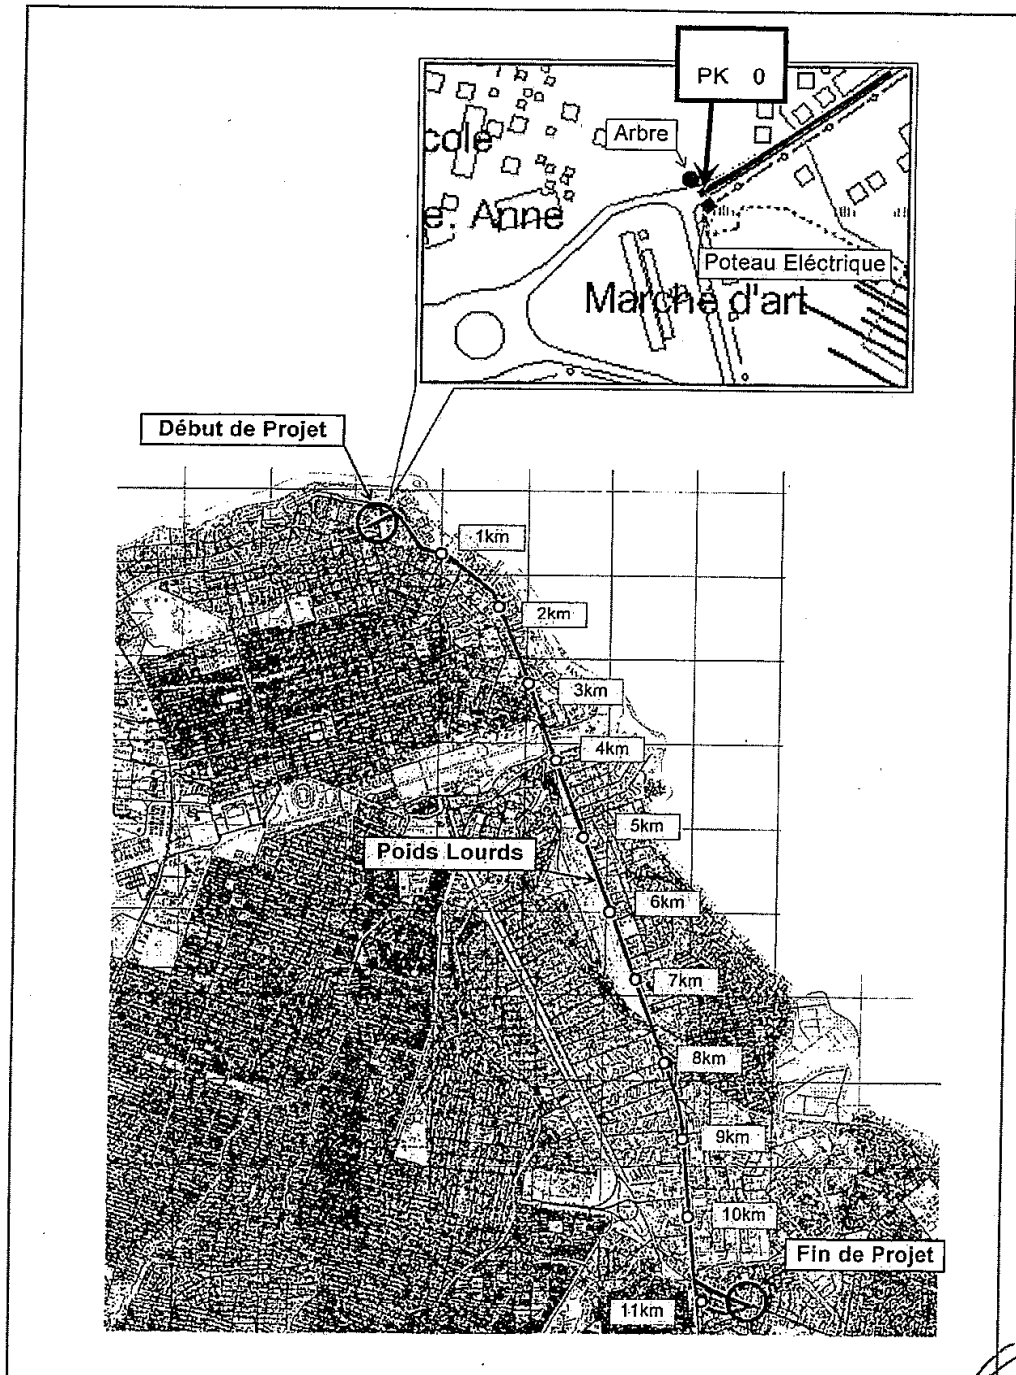 PK 0
Arbre
cole
e. Anne
Poteau Eléctrique
Marche d'art
Début de Projet
1km
2km
3km
4km
5km
Poids Lourds
6km
7km
8km
9km
10km
Fin de Projet
11km